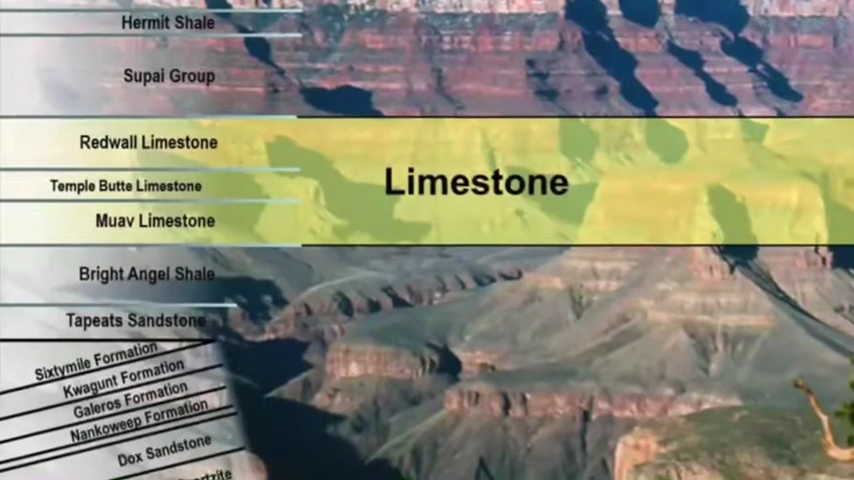 Hermit Shale
Supai Group
Redwall Limestone
Limestone
Temple Butte Limestone
Muav Limestone
Bright Angel Shale
Tapeats Sandstone
Sixtymile Formation
Kwagunt Formation
Galeros Formation
Nankoweep Formation
Dox Sandstone